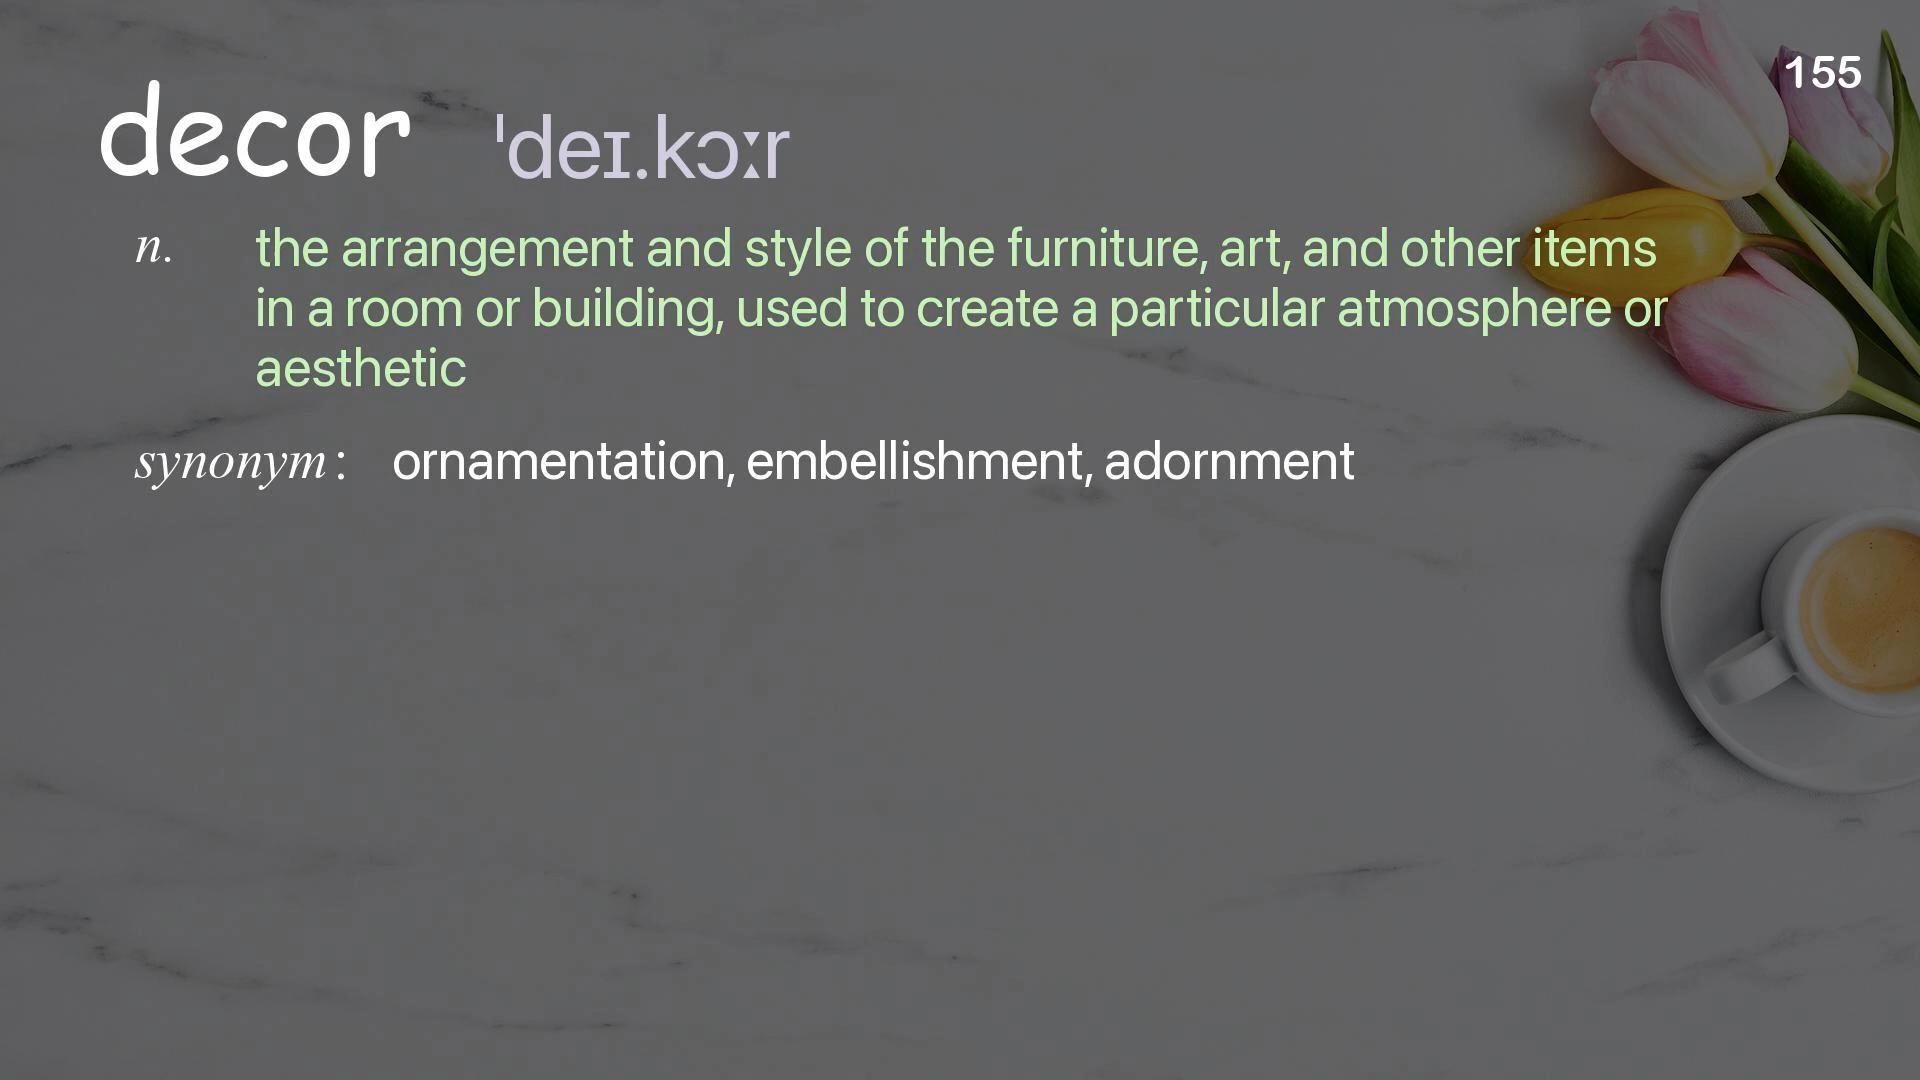 155
decor ˈdeɪ.kɔːr
n. the arrangement and style of the furniture, art, and other items
in a room or building, used to create a particular atmosphere or
aesthetic
synonym : ornamentation, embellishment, adornment